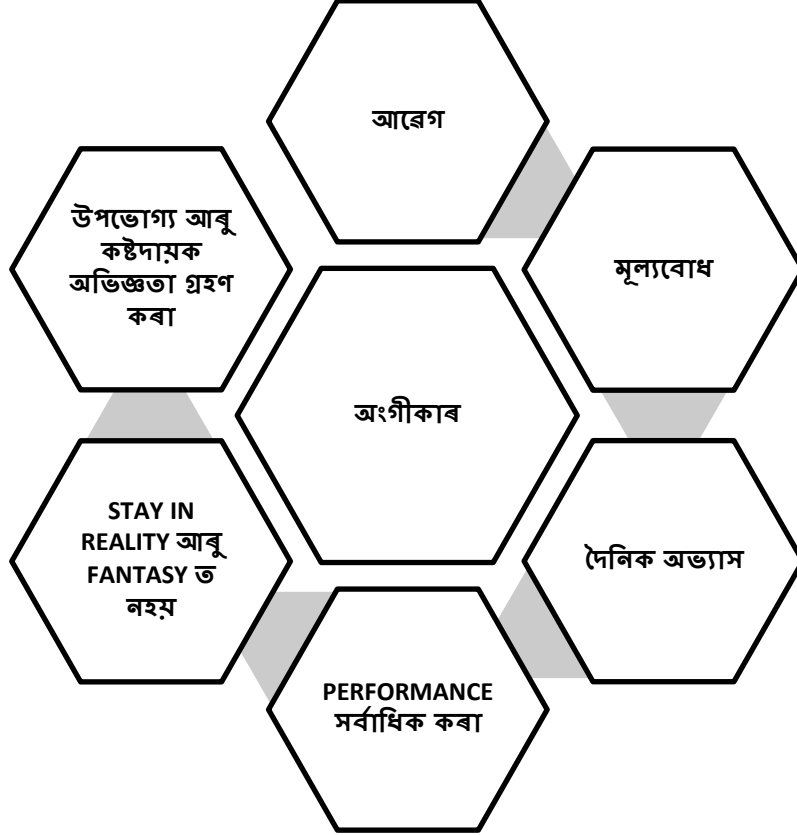 আৱেগ
উপভোগ্য আৰু
কষ্টদায়ক
অভিজ্ঞতা গ্ৰহণ
কৰা
মূল্যবোধ
অংগীকাৰ
STAY IN
REALITY আৰু
FANTASY ত
নহয়
দৈনিক অভ্যাস
PERFORMANCE
সৰ্বাধিক কৰা